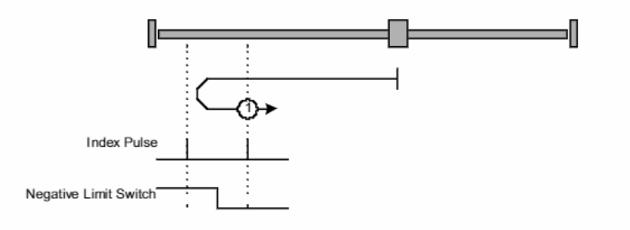 1
Index Pulse
Negative Limit Switch